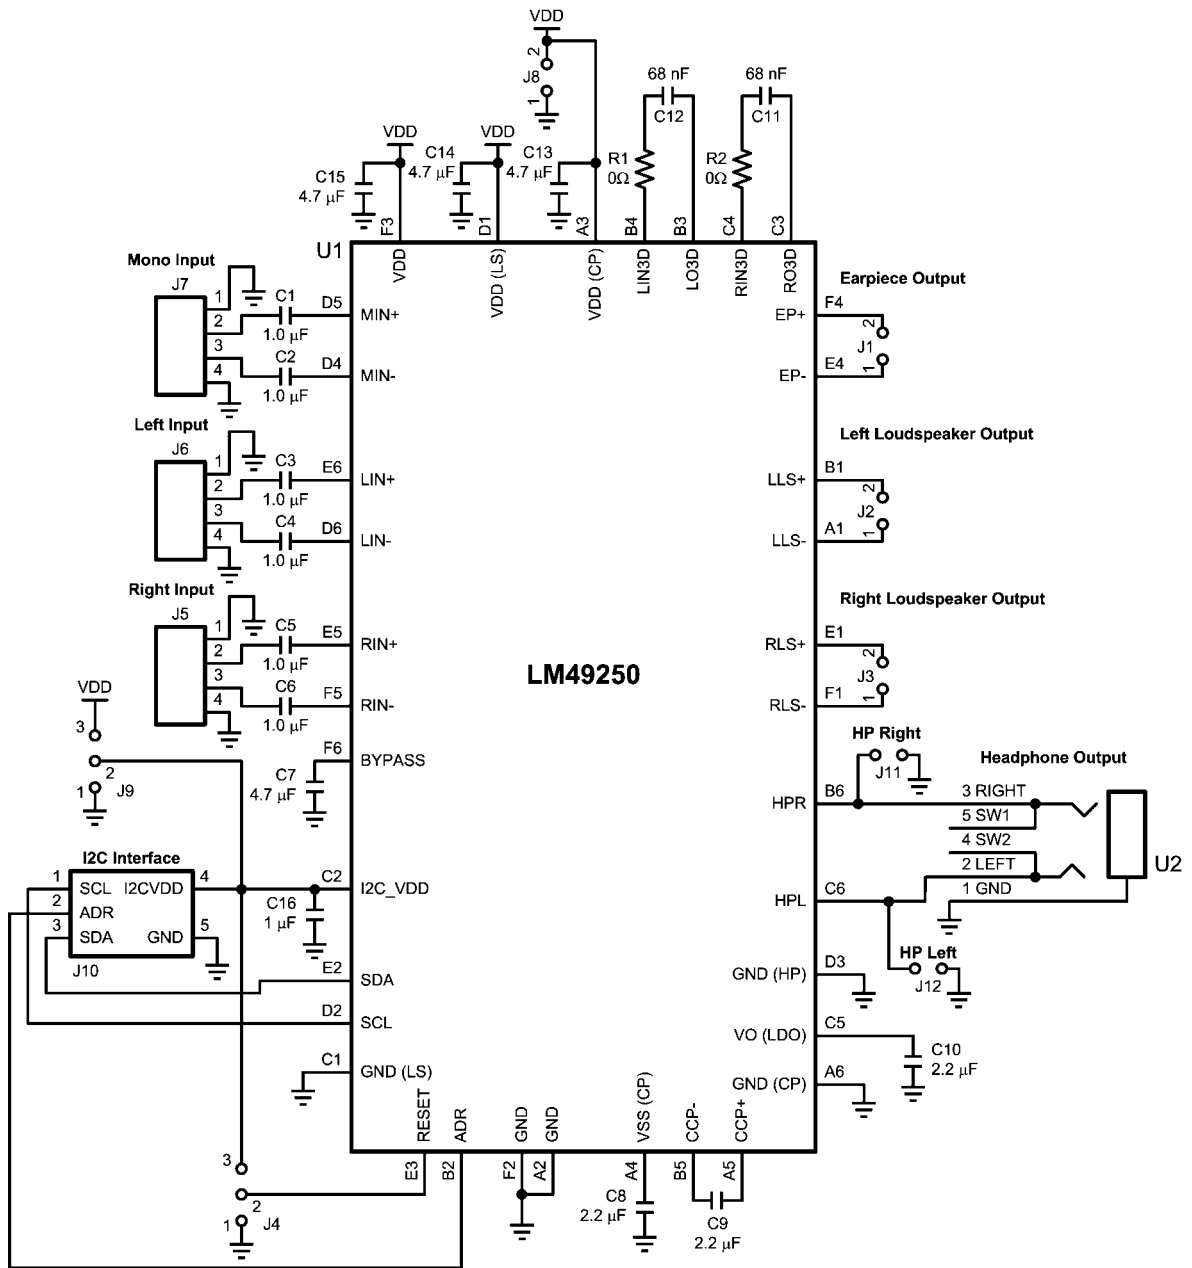 VDD
2
J8
1
68 nF
C12
68 nF
C11
VDD
VDD
C15
4.7 µF
C14
4.7 µF
C13
4.7 µF
R1
0Ω
R2
0Ω
F3
D1
A3
B4
B3
C4
C3
U1
VDD
VDD (LS)
VDD (CP)
LIN3D
LO3D
RIN3D
RO3D
Mono Input
J7
1
2
3
4
C1
1.0 µF
C2
1.0 µF
D5
MIN+
D4
MIN-
Left Input
J6
1
2
3
4
C3
1.0 µF
C4
1.0 µF
E6
LIN+
D6
LIN-
Right Input
J5
1
2
3
4
C5
1.0 µF
C6
1.0 µF
E5
RIN+
F5
RIN-
LM49250
Earpiece Output
EP+
F4
EP-
E4
2
J1
1
Left Loudspeaker Output
LLS+
B1
LLS-
A1
2
J2
1
Right Loudspeaker Output
RLS+
E1
RLS-
F1
2
J3
1
VDD
3
2
1
J9
F6
BYPASS
C7
4.7 µF
HP Right
J11
Headphone Output
HPR
B6
3 RIGHT
5 SW1
4 SW2
2 LEFT
1 GND
U2
HPL
C6
HP Left
J12
I2C Interface
1
SCL
I2CVDD
4
2
ADR
3
SDA
GND
5
J10
C2
I2C_VDD
C16
1 µF
E2
SDA
D2
SCL
C1
GND (LS)
GND (HP)
D3
VO (LDO)
C5
C10
2.2 µF
GND (CP)
A6
RESET
ADR
GND
GND
VSS (CP)
CCP-
CCP+
E3
B2
F2
A2
A4
B5
A5
3
2
1
J4
C8
2.2 µF
C9
2.2 µF